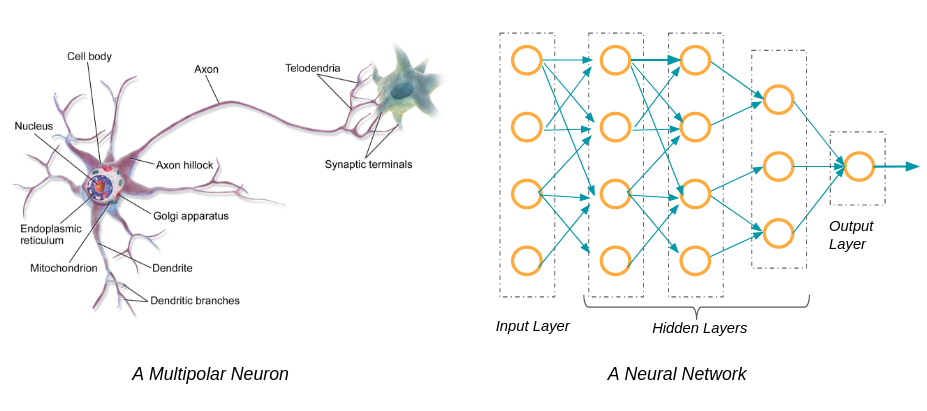 Cell body
Axon
Telodendria
Nucleus
Axon hillock
Synaptic terminals
Golgi apparatus
Endoplasmic
reticulum
Mitochondrion
Dendrite
Dendritic branches
A Multipolar Neuron
Output
Layer
Input Layer
Hidden Layers
A Neural Network